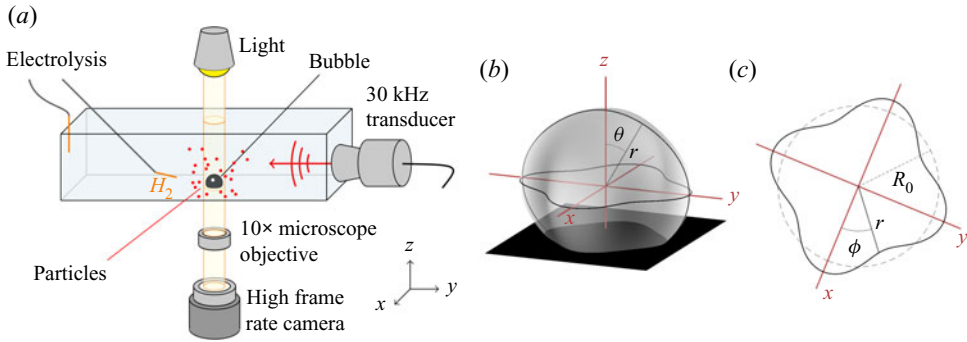 (a)
Light
Electrolysis
Bubble
30 kHz
transducer
H2
10× microscope
objective
Particles
High frame
rate camera
z
x
y
(b)
z
θ
r
x
y
(c)
R0
r
ϕ
x
y